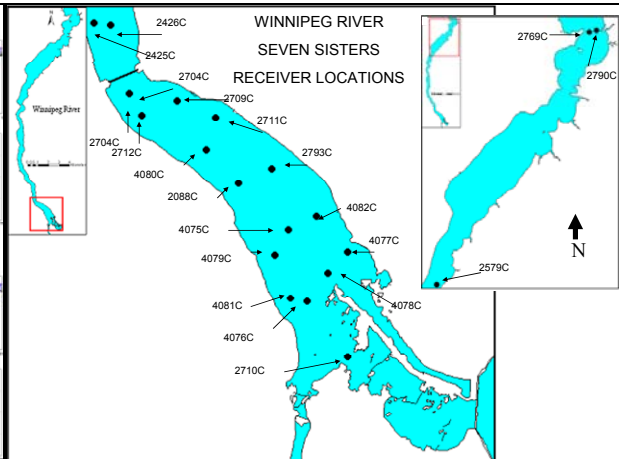 WINNIPEG RIVER
SEVEN SISTERS
RECEIVER LOCATIONS
2426C
2425C
2704C
2709C
2711C
2704C
2712C
4080C
2793C
2088C
4082C
4075C
4077C
4079C
4078C
4081C
4076C
2710C
Winnipeg River
2769C
2790C
2579C
N